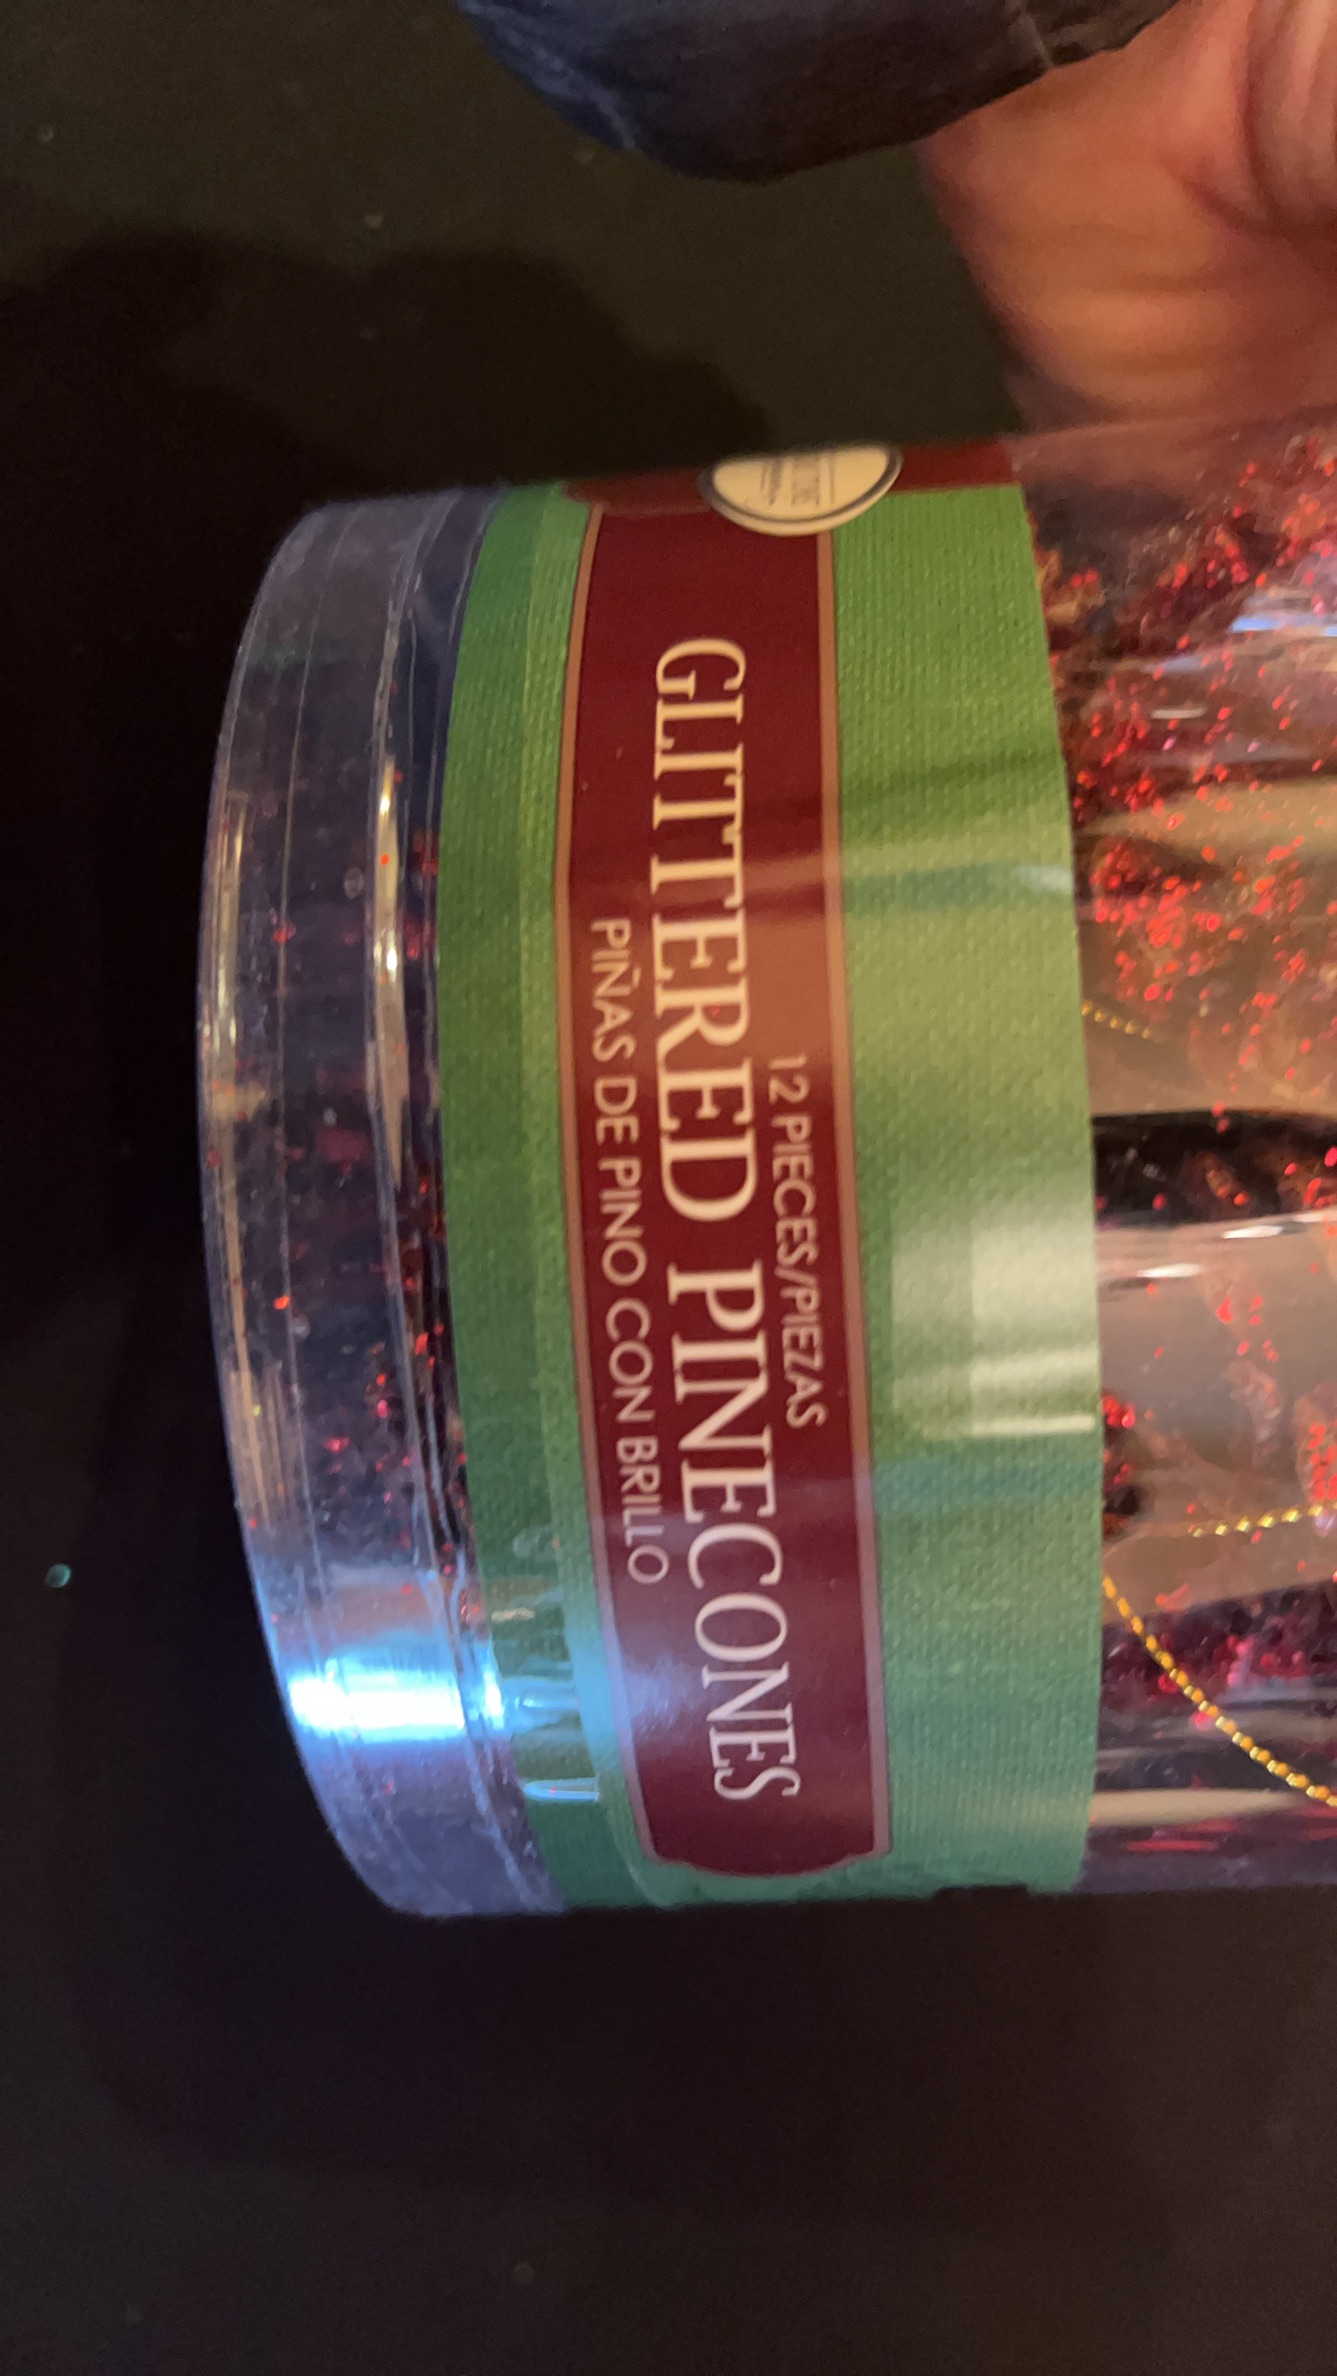 12 PIECES/PIEZAS
GLITTERED PINECONES
PIÑAS DE PINO CON BRILLO